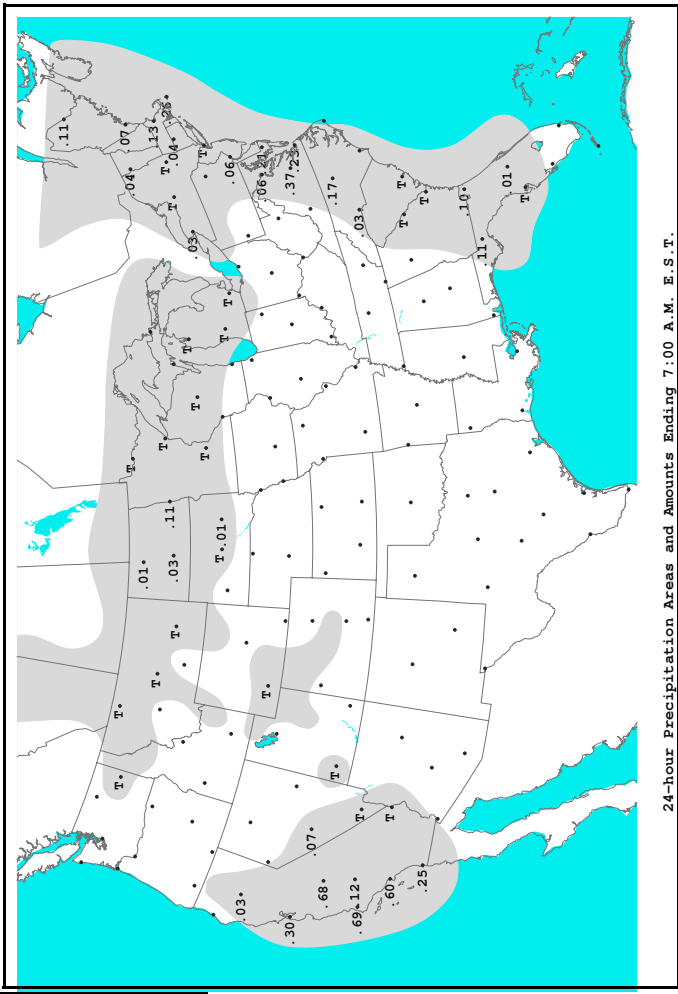 .11
T
T
.07
T
.04
.01
.13
T
T
T
.26
.11
.03
T
.04
T
T
.03
T
T
T
T
.01
T
T
.06
.03
.06
.21
T
.30
.37
.23
.07
.68
.17
T
.69
.12
.03
T
.60
T
T
T
.25
T
.10
.11
.01
T
24-hour Precipitation Areas and Amounts Ending 7:00 A.M. E.S.T.